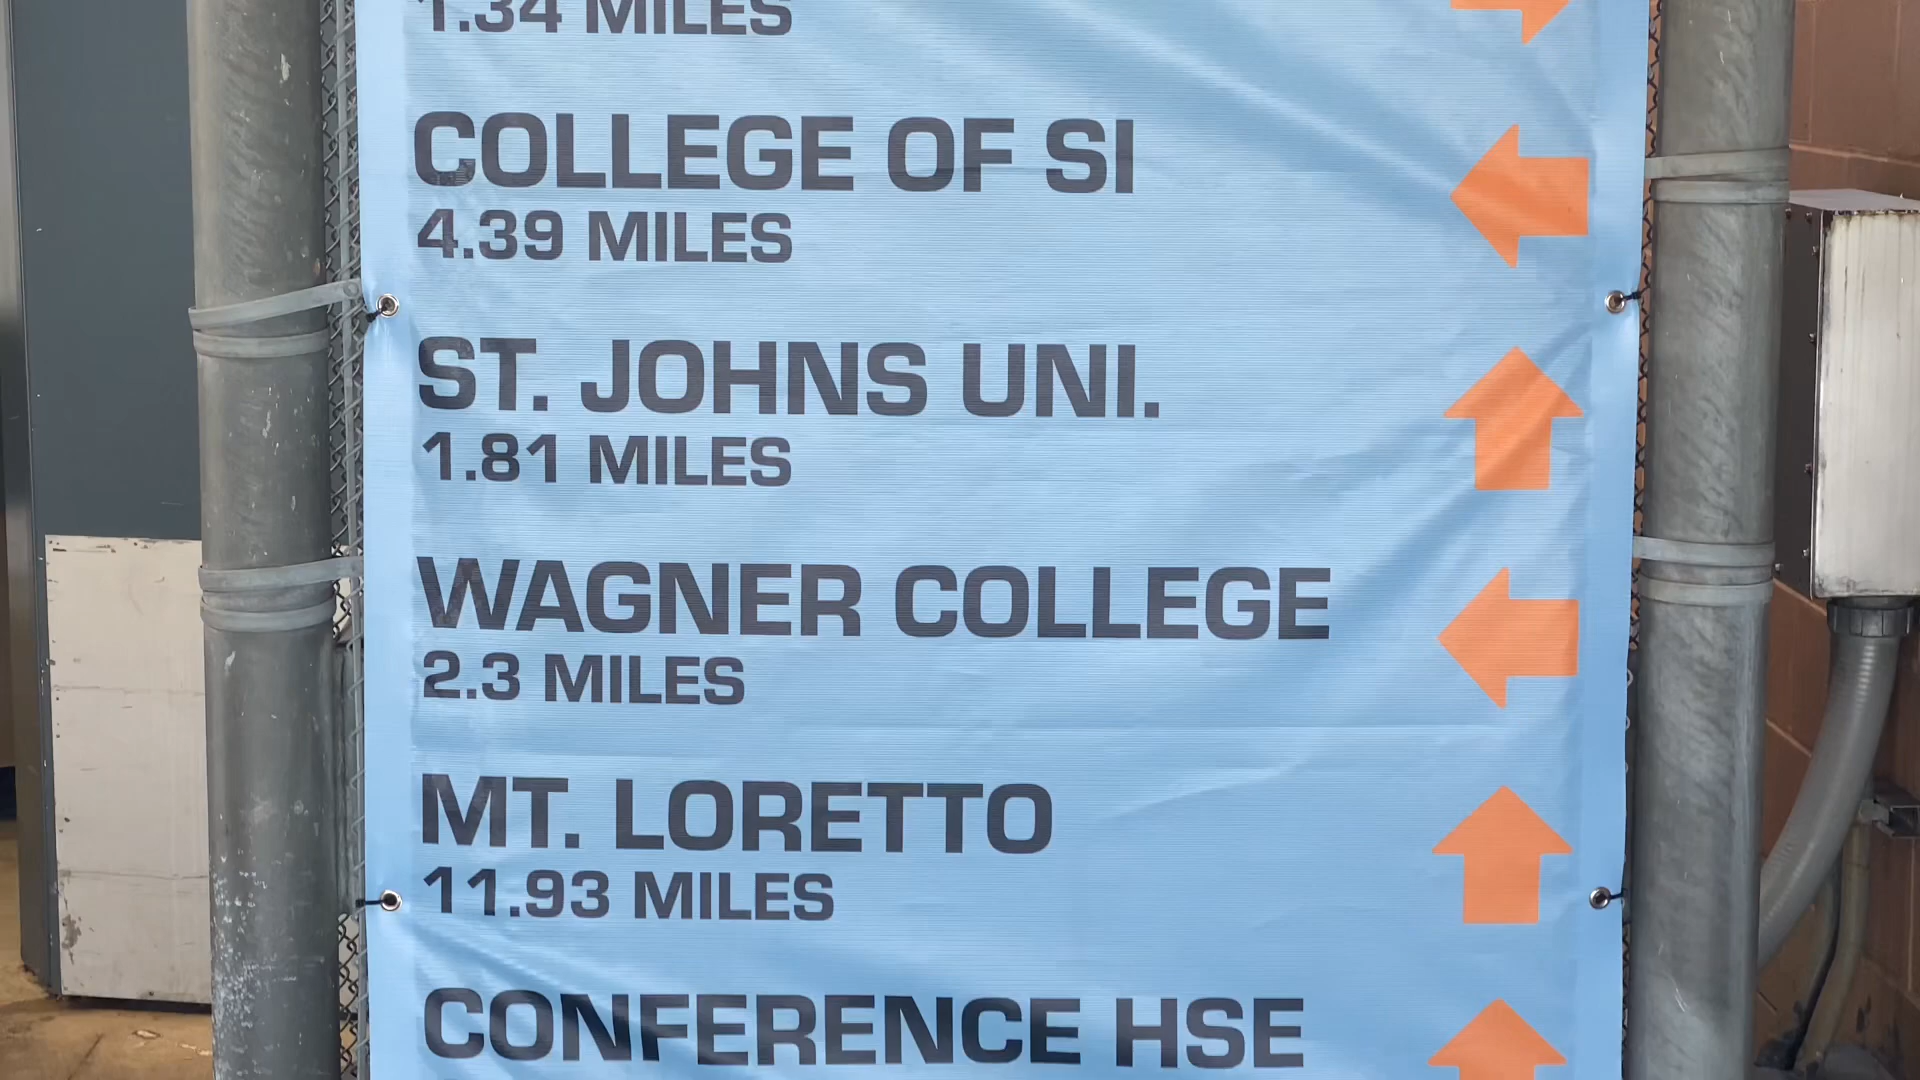 1.34 MILES
COLLEGE OF SI
4.39 MILES
ST. JOHNS UNI.
1.81 MILES
WAGNER COLLEGE
2.3 MILES
MT. LORETTO
11.93 MILES
CONFERENCE HSE